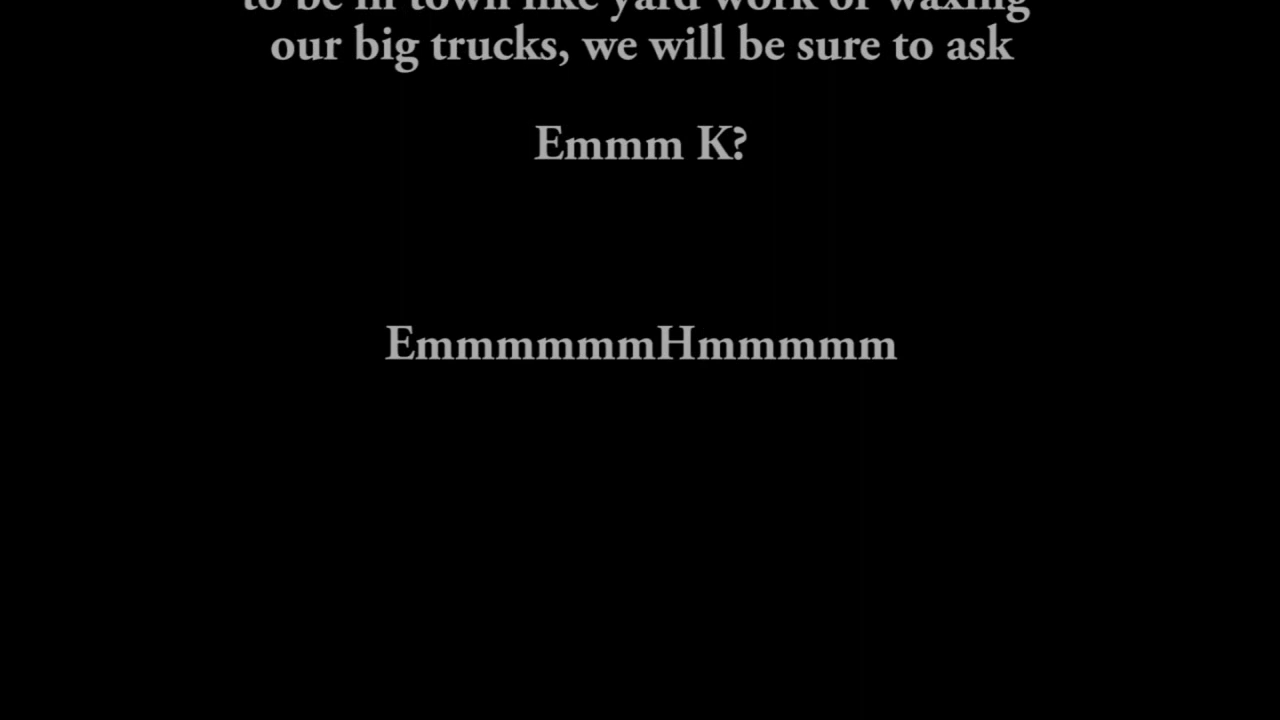 to be in town like yard work or waxing
our big trucks, we will be sure to ask
Emmm K?
EmmmmmmHmmmmm